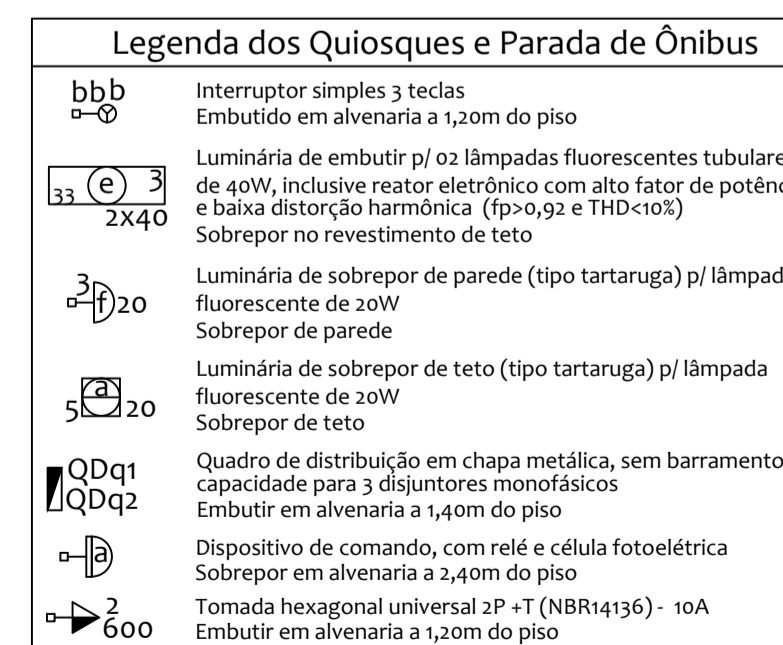 Legenda dos Quiosques e Parada de Ônibus
bbb
Interruptor simples 3 teclas
Embutido em alvenaria a 1,20m do piso
33 e 3
2x40
Luminária de embutir p/ 02 lâmpadas fluorescentes tubulare
de 40W, inclusive reator eletrônico com alto fator de potênc
e baixa distorção harmônica (fp>0,92 e THD<10%)
Sobrepor no revestimento de teto
3
f 20
Luminária de sobrepor de parede (tipo tartaruga) p/ lâmpad
fluorescente de 20W
Sobrepor de parede
a
5 20
Luminária de sobrepor de teto (tipo tartaruga) p/ lâmpada
fluorescente de 20W
Sobrepor de teto
QDq1
QDq2
Quadro de distribuição em chapa metálica, sem barramento
capacidade para 3 disjuntores monofásicos
Embutir em alvenaria a 1,40m do piso
a
Dispositivo de comando, com relé e célula fotoelétrica
Sobrepor em alvenaria a 2,40m do piso
2
600
Tomada hexagonal universal 2P +T (NBR14136) - 10A
Embutir em alvenaria a 1,20m do piso